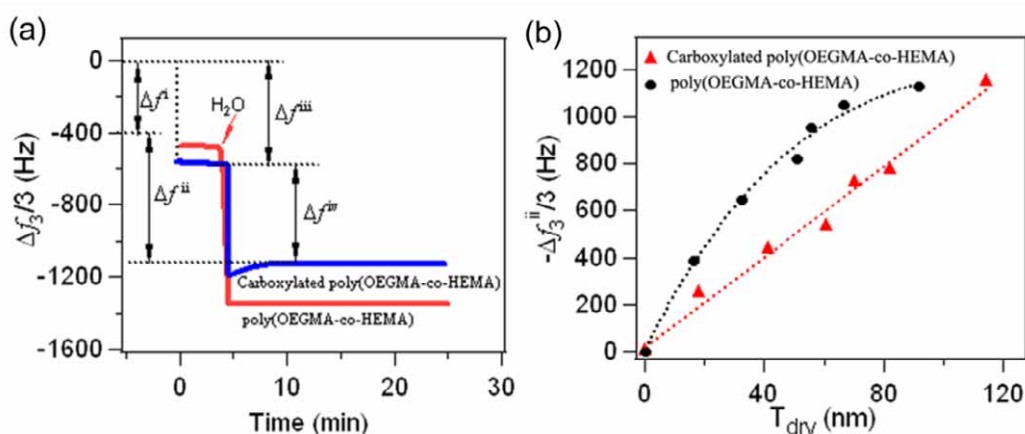 (a)
0
-400
-800
-1200
-1600
Δf₃/3 (Hz)
Δfⁱ
Δfⁱⁱ
H₂O
Δfⁱⁱⁱ
Δfⁱᵛ
Carboxylated poly(OEGMA-co-HEMA)
poly(OEGMA-co-HEMA)
0 10 20 30
Time (min)
(b)
Carboxylated poly(OEGMA-co-HEMA)
poly(OEGMA-co-HEMA)
1200
1000
800
600
400
200
0
-Δf₃ⁱⁱ/3 (Hz)
0 40 80 120
T_dry (nm)